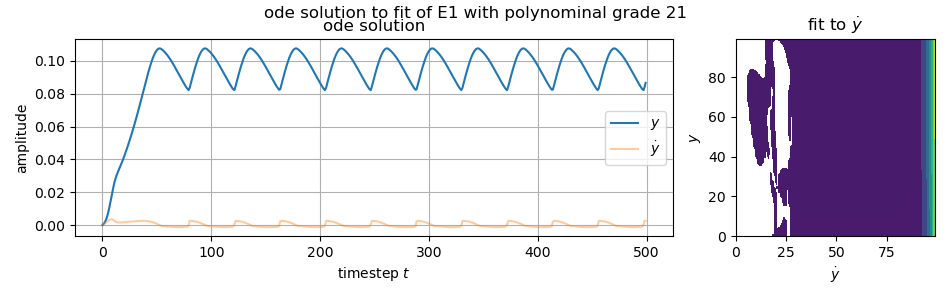 ode solution to fit of E1 with polynominal grade 21
ode solution
amplitude
0.10
0.08
0.06
0.04
0.02
0.00
0 100 200 300 400 500
timestep t
y
ẏ
fit to ẏ
y
80
60
40
20
0
0 25 50 75
ẏ